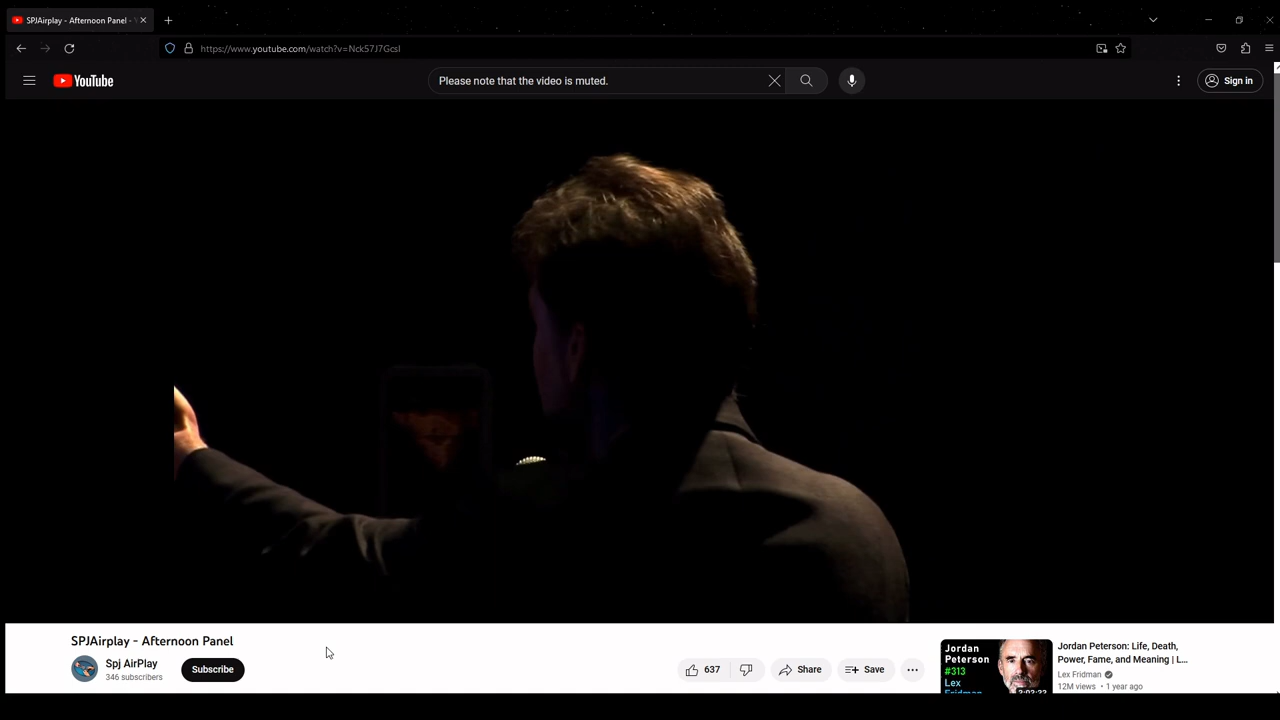 SPJAirplay - Afternoon Panel -
https://www.youtube.com/watch?v=Nck57J7GcsI
YouTube
Please note that the video is muted.
Sign in
SPJAirplay - Afternoon Panel
Spj AirPlay
346 subscribers
Subscribe
637
Share
Save
Jordan
Peterson
#313
Lex
Fridman
Jordan Peterson: Life, Death,
Power, Fame, and Meaning | L...
Lex Fridman
12M views • 1 year ago